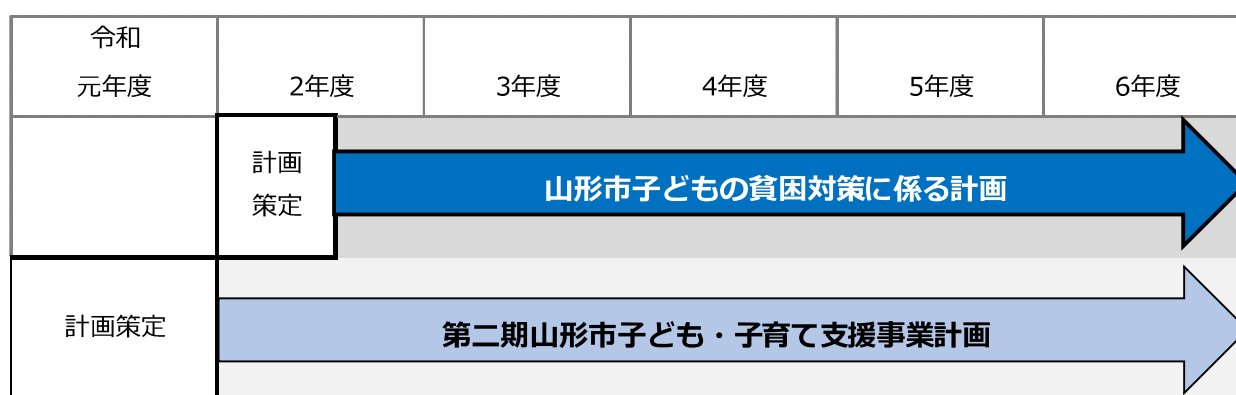 令和
元年度
2年度
3年度
4年度
5年度
6年度
計画
策定
山形市子どもの貧困対策に係る計画
計画策定
第二期山形市子ども・子育て支援事業計画